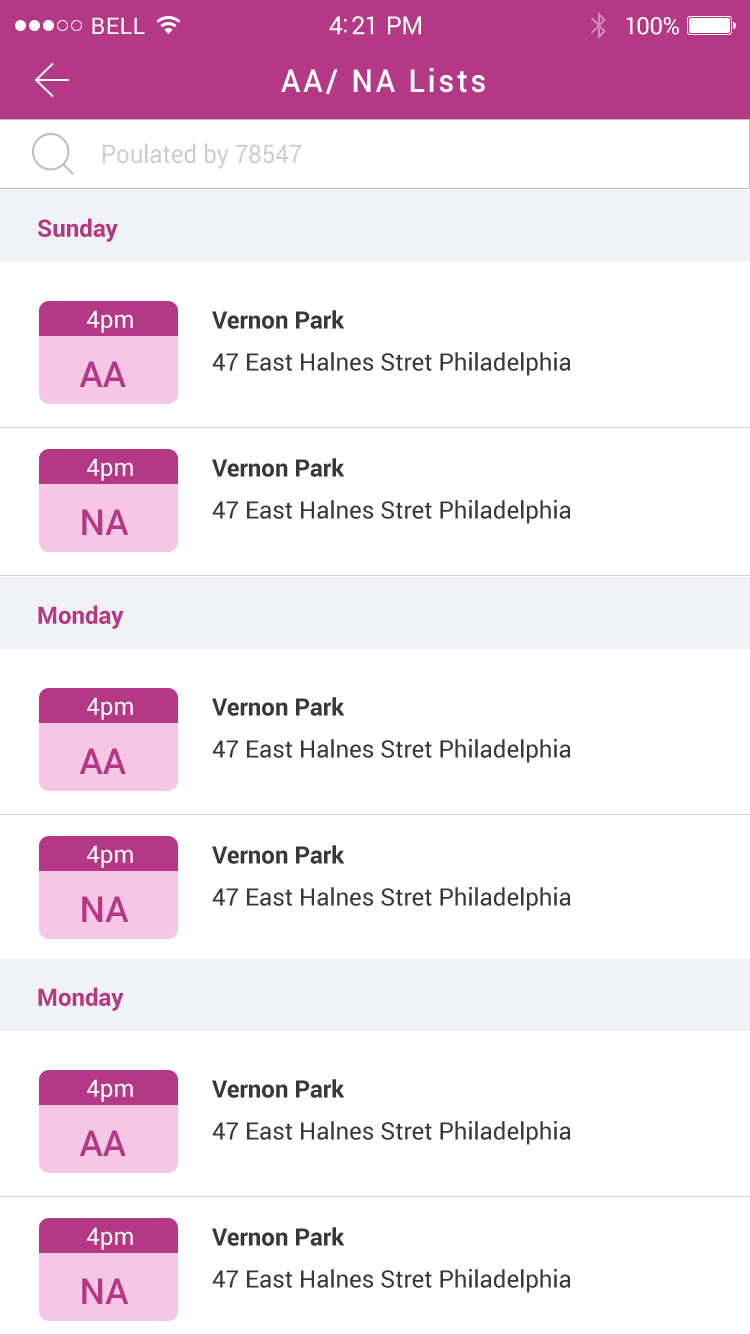 BELL 4:21 PM 100%
AA/ NA Lists
Poulated by 78547
Sunday
4pm
AA
Vernon Park
47 East Halnes Stret Philadelphia
4pm
NA
Vernon Park
47 East Halnes Stret Philadelphia
Monday
4pm
AA
Vernon Park
47 East Halnes Stret Philadelphia
4pm
NA
Vernon Park
47 East Halnes Stret Philadelphia
Monday
4pm
AA
Vernon Park
47 East Halnes Stret Philadelphia
4pm
NA
Vernon Park
47 East Halnes Stret Philadelphia